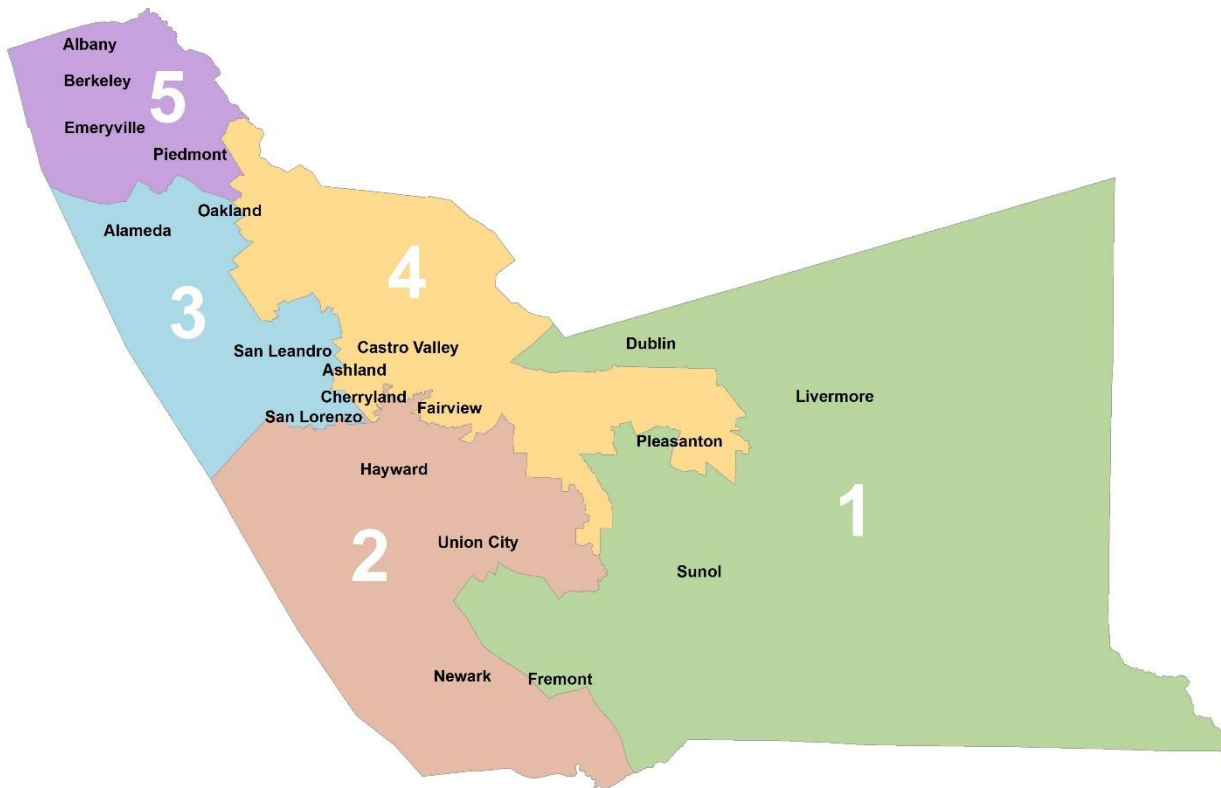 Albany
Berkeley
5
Emeryville
Piedmont
Oakland
Alameda
4
3
Dublin
San Leandro
Castro Valley
Ashland
Livermore
Cherryland
Fairview
San Lorenzo
Pleasanton
Hayward
1
2
Union City
Sunol
Newark
Fremont